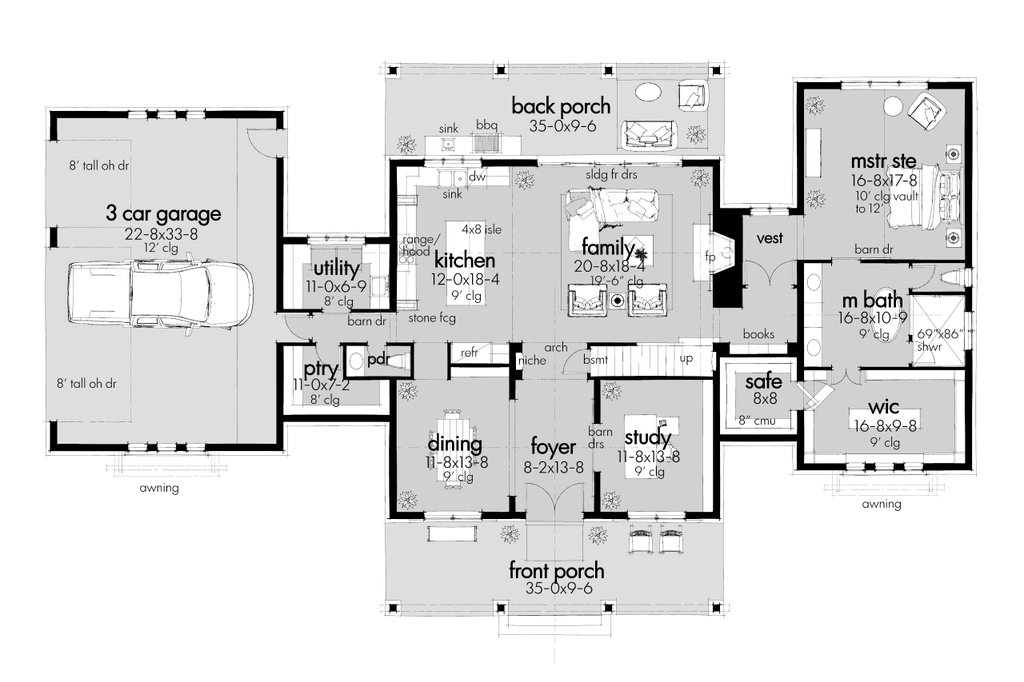 back porch
35-0x9-6
sink
bbq
8' tall oh dr
3 car garage
22-8x33-8
12' clg
8' tall oh dr
awning
utility
11-0x6-9
8' clg
barn dr
ptry
11-0x7-2
8' clg
pdr
dw
sink
4x8 isle
range/
hood
kitchen
12-0x18-4
9' clg
stone fcg
refr
sldg fr drs
family
20-8x18-4
19'-6" clg
fp
arch
niche
bsmt
up
vest
books
mstr ste
16-8x17-8
10' clg vault
to 12'
barn dr
m bath
16-8x10-9
9' clg
69"x86"
shwr
safe
8x8
8" cmu
wic
16-8x9-8
9' clg
awning
dining
11-8x13-8
9' clg
foyer
8-2x13-8
barn
drs
study
11-8x13-8
9' clg
front porch
35-0x9-6